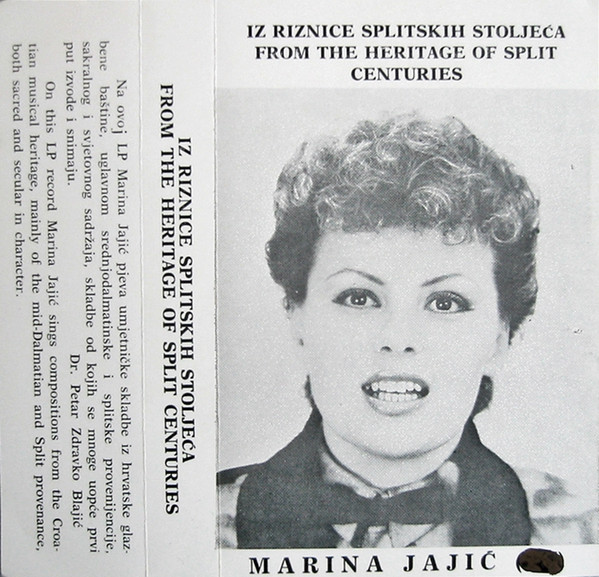 IZ RIZNICE SPLITSKIH STOLJEĆA
FROM THE HERITAGE OF SPLIT
CENTURIES
MARINA JAJIĆ
IZ RIZNICE SPLITSKIH STOLJEĆA
FROM THE HERITAGE OF SPLIT CENTURIES
Na ovoj LP Marina Jajić pjeva umjetničke skladbe iz hrvatske glaz-
bene baštine, uglavnom srednjodalmatinske i splitske provenijencije,
sakralnog i svjetovnog sadržaja, skladbe od kojih se mnoge uopće prvi
put izvode i snimaju.
Dr. Petar Zdravko Blajić
On this LP record Marina Jajić sings compositions from the Croa-
tian musical heritage, mainly of the mid-Dalmatian and Split provenance,
both sacred and secular in character.